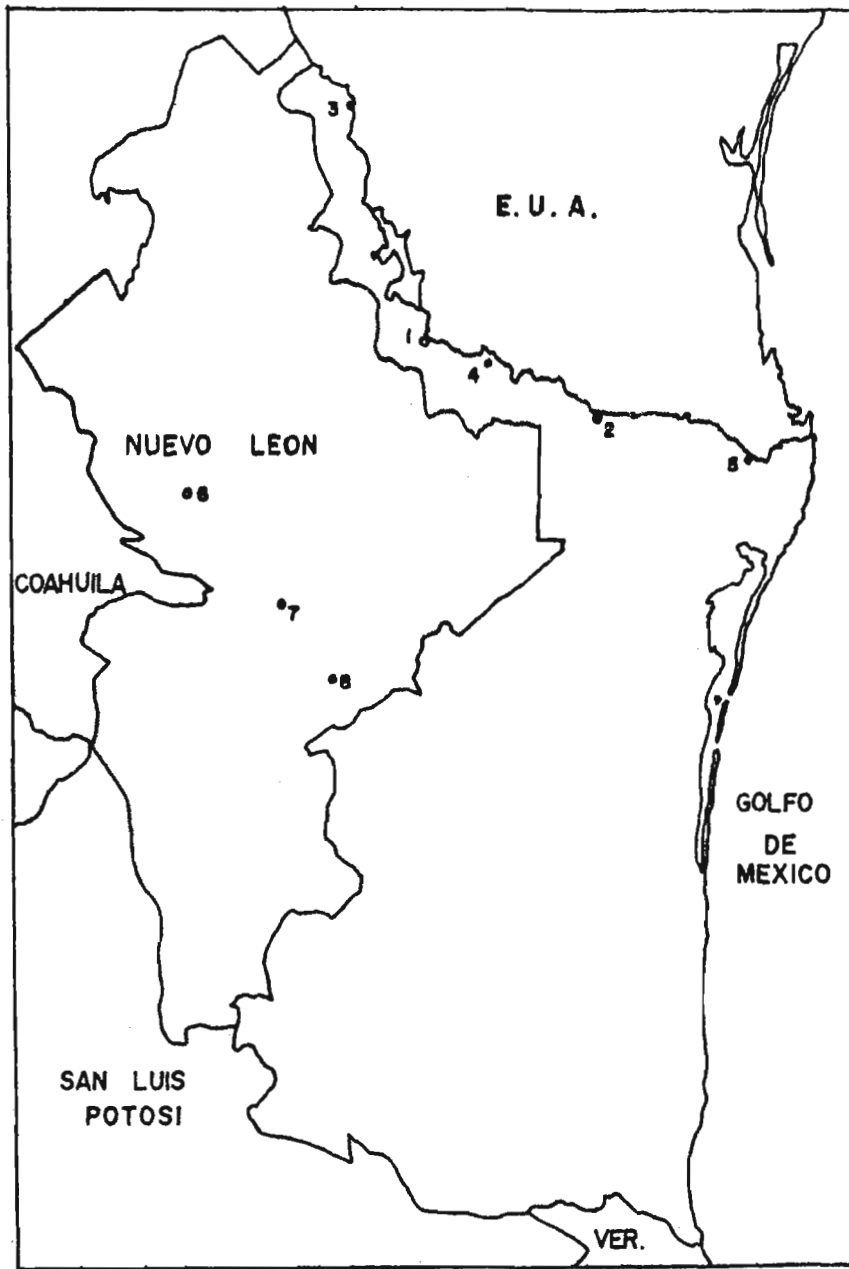 3
E. U. A.
1
4
2
5
NUEVO LEON
6
COAHUILA
7
8
GOLFO
DE
MEXICO
SAN LUIS
POTOSI
VER.